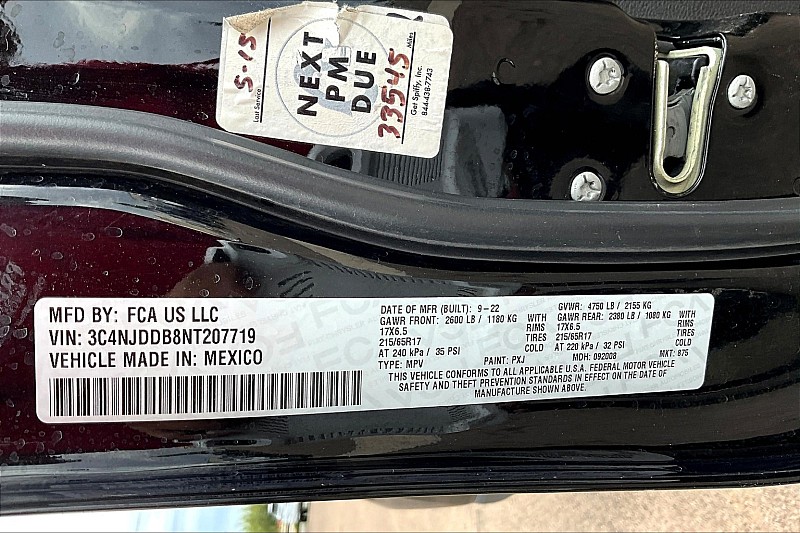 Last Service
5-15
NEXT
PM
DUE
33545
Miles
Get Spiffy, Inc.
844-438-7743
MFD BY: FCA US LLC
VIN: 3C4NJDDB8NT207719
VEHICLE MADE IN: MEXICO
DATE OF MFR (BUILT): 9-22 GVWR: 4750 LB / 2155 KG
GAWR FRONT: 2600 LB / 1180 KG WITH GAWR REAR: 2380 LB / 1080 KG WITH
17X6.5 RIMS 17X6.5 RIMS
215/65R17 TIRES 215/65R17 TIRES
AT 240 kPa / 35 PSI COLD AT 220 kPa / 32 PSI COLD
TYPE: MPV PAINT: PXJ MDH: 092008 MKT: 875
THIS VEHICLE CONFORMS TO ALL APPLICABLE U.S.A. FEDERAL MOTOR VEHICLE
SAFETY AND THEFT PREVENTION STANDARDS IN EFFECT ON THE DATE OF
MANUFACTURE SHOWN ABOVE.